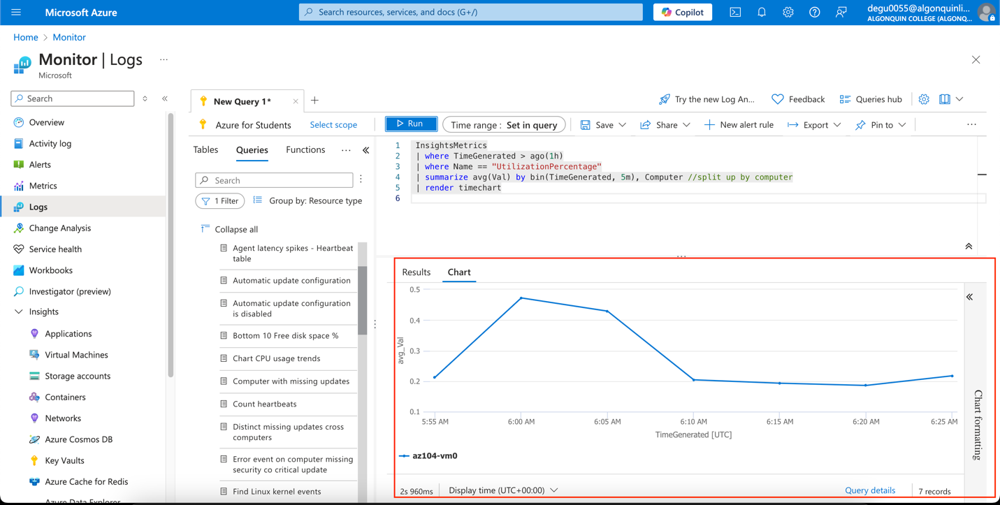 Microsoft Azure
Search resources, services, and docs (G+/)
Copilot
degu0055@algonquinli...
ALGONQUIN COLLEGE (ALGONQ...
Home > Monitor
Monitor | Logs ...
Microsoft
Search
Overview
Activity log
Alerts
Metrics
Logs
Change Analysis
Service health
Workbooks
Investigator (preview)
Insights
Applications
Virtual Machines
Storage accounts
Containers
Networks
Azure Cosmos DB
Key Vaults
Azure Cache for Redis
Azure Data Explorer
New Query 1*
Try the new Log An...
Feedback
Queries hub
Azure for Students
Select scope
Run
Time range : Set in query
Save
Share
New alert rule
Export
Pin to
Tables
Queries
Functions
Search
1 Filter
Group by: Resource type
Collapse all
Agent latency spikes - Heartbeat
table
Automatic update configuration
Automatic update configuration
is disabled
Bottom 10 Free disk space %
Chart CPU usage trends
Computer with missing updates
Count heartbeats
Distinct missing updates cross
computers
Error event on computer missing
security co critical update
Find Linux kernel events
1 InsightsMetrics
2 | where TimeGenerated > ago(1h)
3 | where Name == "UtilizationPercentage"
4 | summarize avg(Val) by bin(TimeGenerated, 5m), Computer //split up by computer
5 | render timechart
6
Results
Chart
0.5
0.4
0.3
0.2
0.1
avg_Val
5:55 AM
6:00 AM
6:05 AM
6:10 AM
6:15 AM
6:20 AM
6:25 AM
TimeGenerated [UTC]
az104-vm0
Chart formatting
2s 960ms
Display time (UTC+00:00)
Query details
7 records